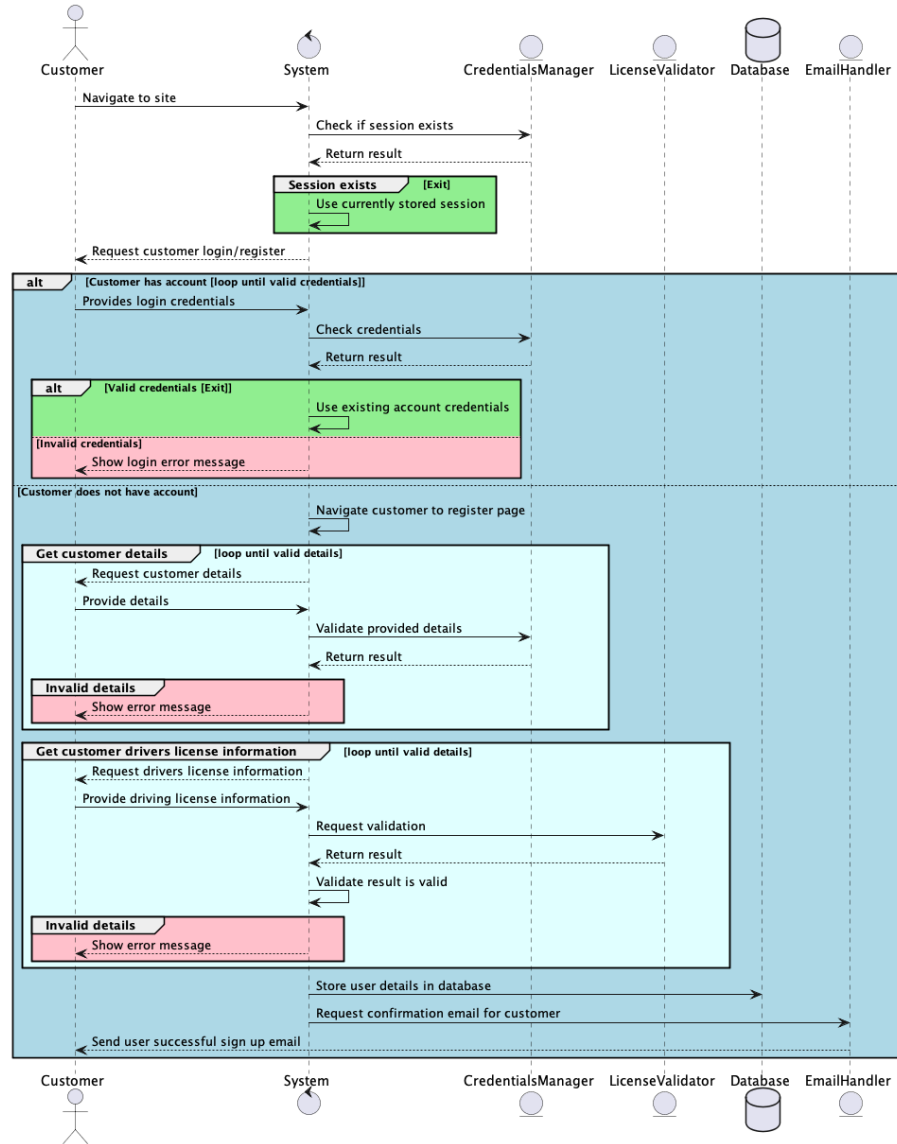 Customer System CredentialsManager LicenseValidator Database EmailHandler
Navigate to site
Check if session exists
Return result
Session exists [Exit]
Use currently stored session
Request customer login/register
alt [Customer has account [loop until valid credentials]]
Provides login credentials
Check credentials
Return result
alt [Valid credentials [Exit]]
Use existing account credentials
[Invalid credentials]
Show login error message
[Customer does not have account]
Navigate customer to register page
Get customer details [loop until valid details]
Request customer details
Provide details
Validate provided details
Return result
Invalid details
Show error message
Get customer drivers license information [loop until valid details]
Request drivers license information
Provide driving license information
Request validation
Return result
Validate result is valid
Invalid details
Show error message
Store user details in database
Request confirmation email for customer
Send user successful sign up email
Customer System CredentialsManager LicenseValidator Database EmailHandler